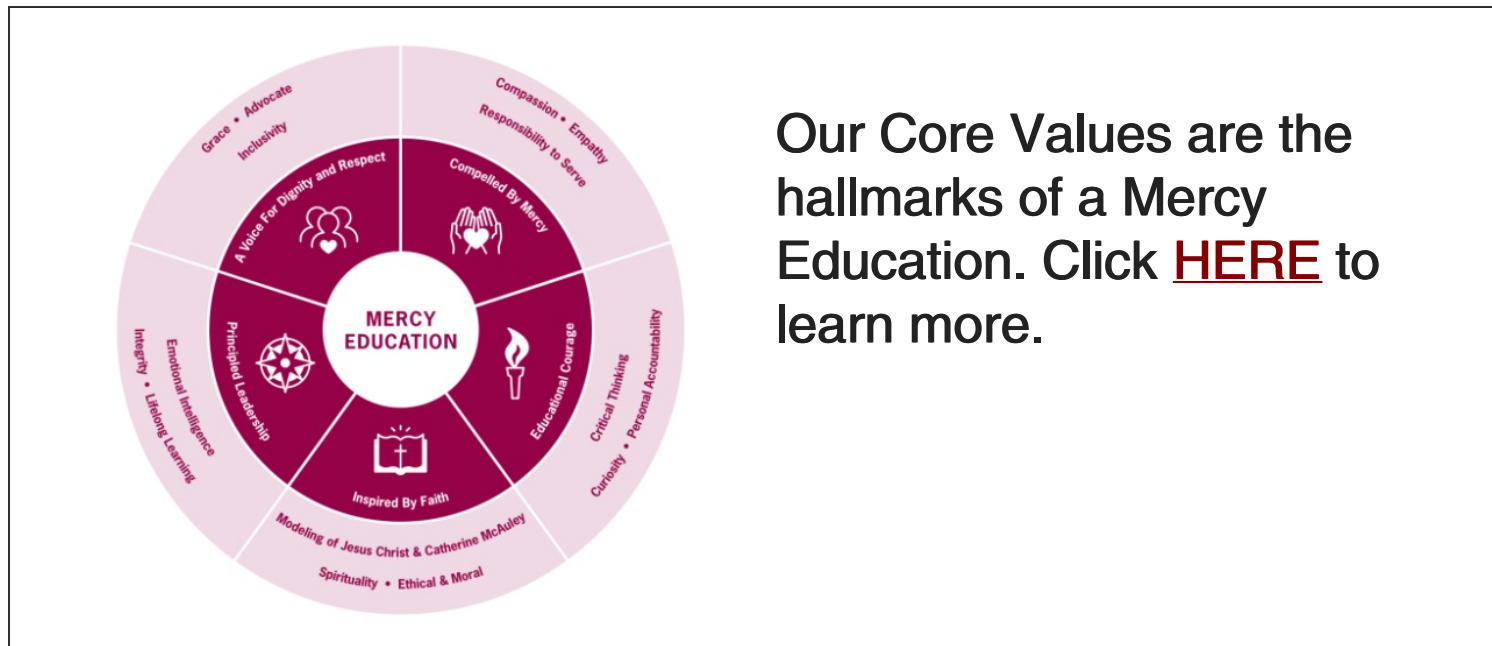 Grace • Advocate
Inclusivity
A Voice For Dignity and Respect
Compassion • Empathy
Responsibility to Serve
Compelled By Mercy
MERCY
EDUCATION
Principled Leadership
Emotional Intelligence
Integrity • Lifelong Learning
Educational Courage
Critical Thinking
Curiosity • Personal Accountability
Inspired By Faith
Modeling of Jesus Christ & Catherine McAuley
Spirituality • Ethical & Moral
Our Core Values are the
hallmarks of a Mercy
Education. Click HERE to
learn more.